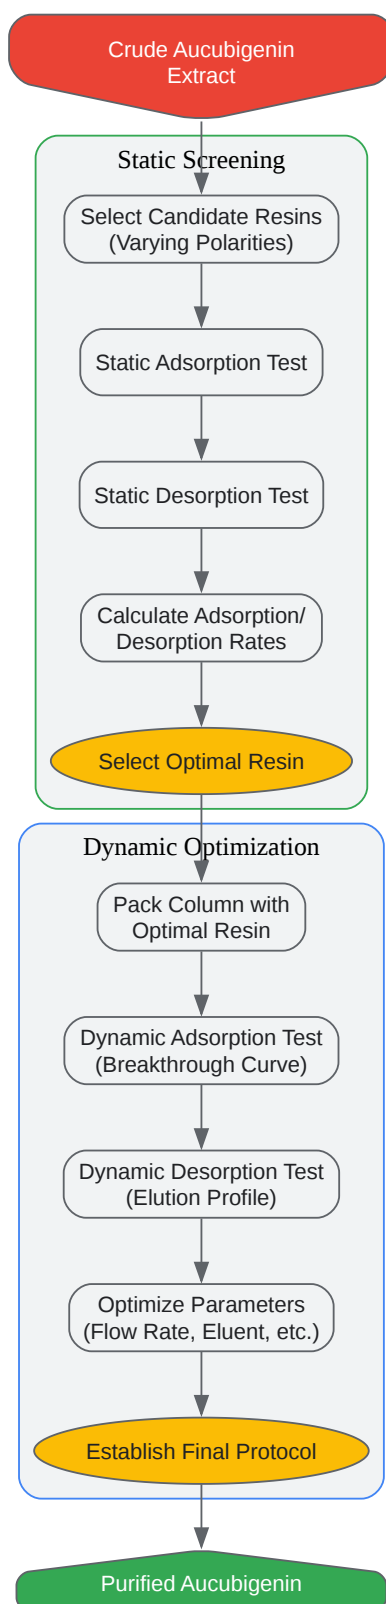 Crude Aucubigenin
Extract
Static Screening
Select Candidate Resins
(Varying Polarities)
Static Adsorption Test
Static Desorption Test
Calculate Adsorption/
Desorption Rates
Select Optimal Resin
Dynamic Optimization
Pack Column with
Optimal Resin
Dynamic Adsorption Test
(Breakthrough Curve)
Dynamic Desorption Test
(Elution Profile)
Optimize Parameters
(Flow Rate, Eluent, etc.)
Establish Final Protocol
Purified Aucubigenin